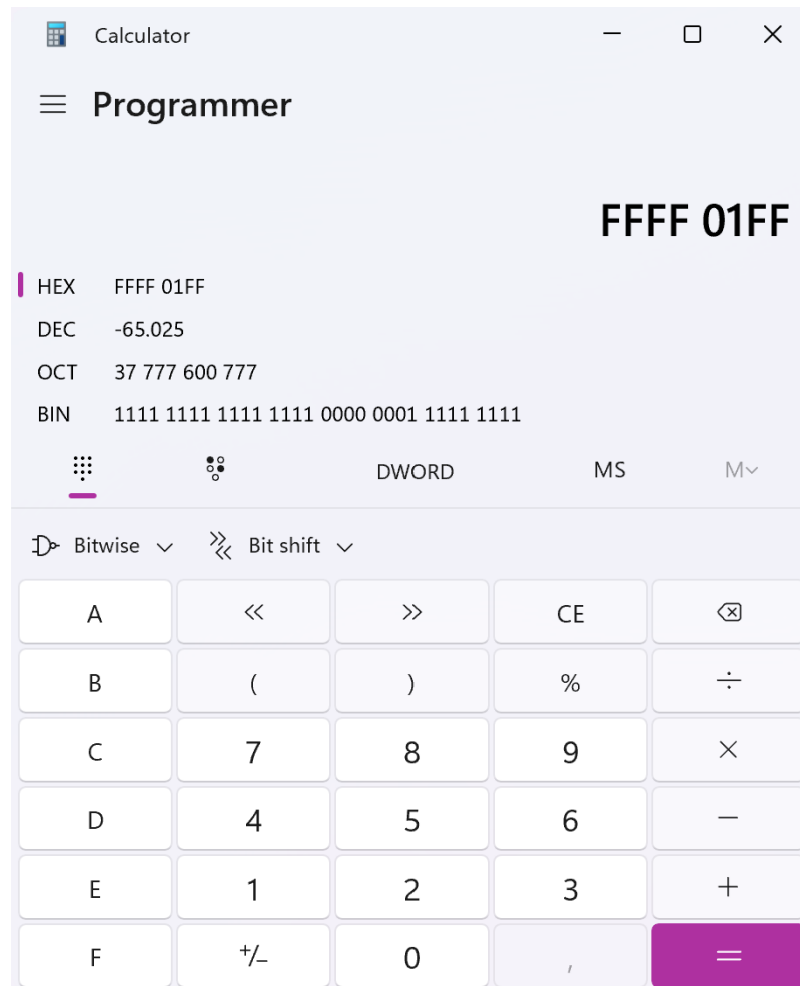 Calculator
Programmer
FFFF 01FF
HEX FFFF 01FF
DEC -65.025
OCT 37 777 600 777
BIN 1111 1111 1111 1111 0000 0001 1111 1111
DWORD MS M
Bitwise Bit shift
A « » CE
B ( ) % ÷
C 7 8 9 ×
D 4 5 6 −
E 1 2 3 +
F +/− 0 , =